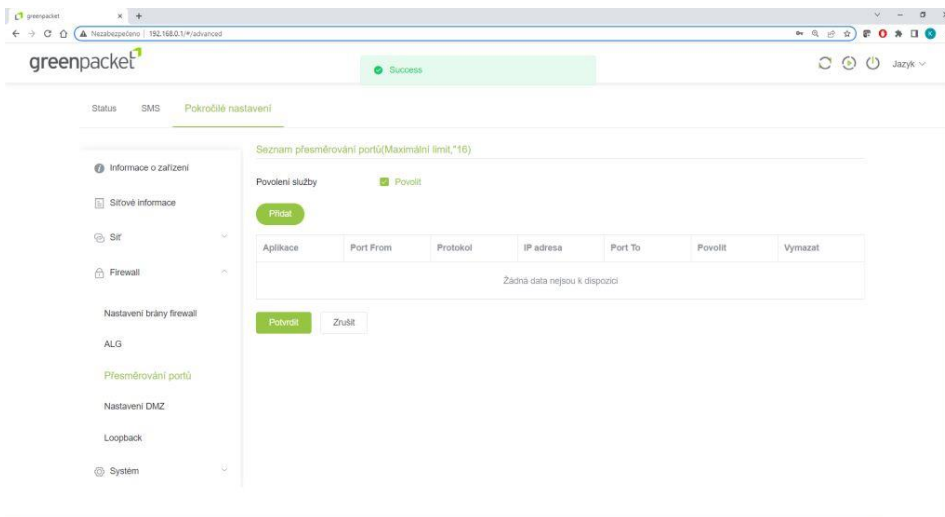 greenpacket
Nezabezpečeno | 192.168.0.1/#/advanced
greenpacket
Success
Jazyk
Status SMS Pokročilé nastavení
Informace o zařízení
Síťové informace
Síť
Firewall
Nastavení brány firewall
ALG
Přesměrování portů
Nastavení DMZ
Loopback
Systém
Seznam přesměrování portů(Maximální limit,"16)
Povolení služby Povolit
Přidat
Aplikace Port From Protokol IP adresa Port To Povolit Vymazat
Žádná data nejsou k dispozici
Potvrdit Zrušit